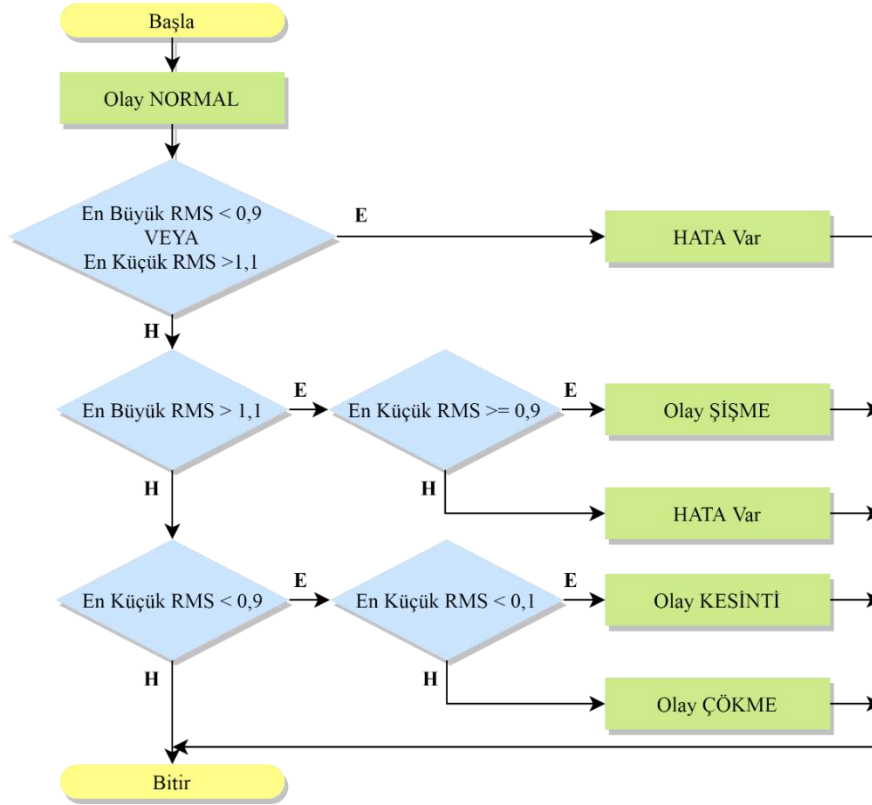 Başla
Olay NORMAL
En Büyük RMS < 0,9
VEYA
En Küçük RMS >1,1
E
HATA Var
H
En Büyük RMS > 1,1
E
En Küçük RMS >= 0,9
E
Olay ŞİŞME
H
H
HATA Var
En Küçük RMS < 0,9
E
En Küçük RMS < 0,1
E
Olay KESİNTİ
H
H
Olay ÇÖKME
Bitir